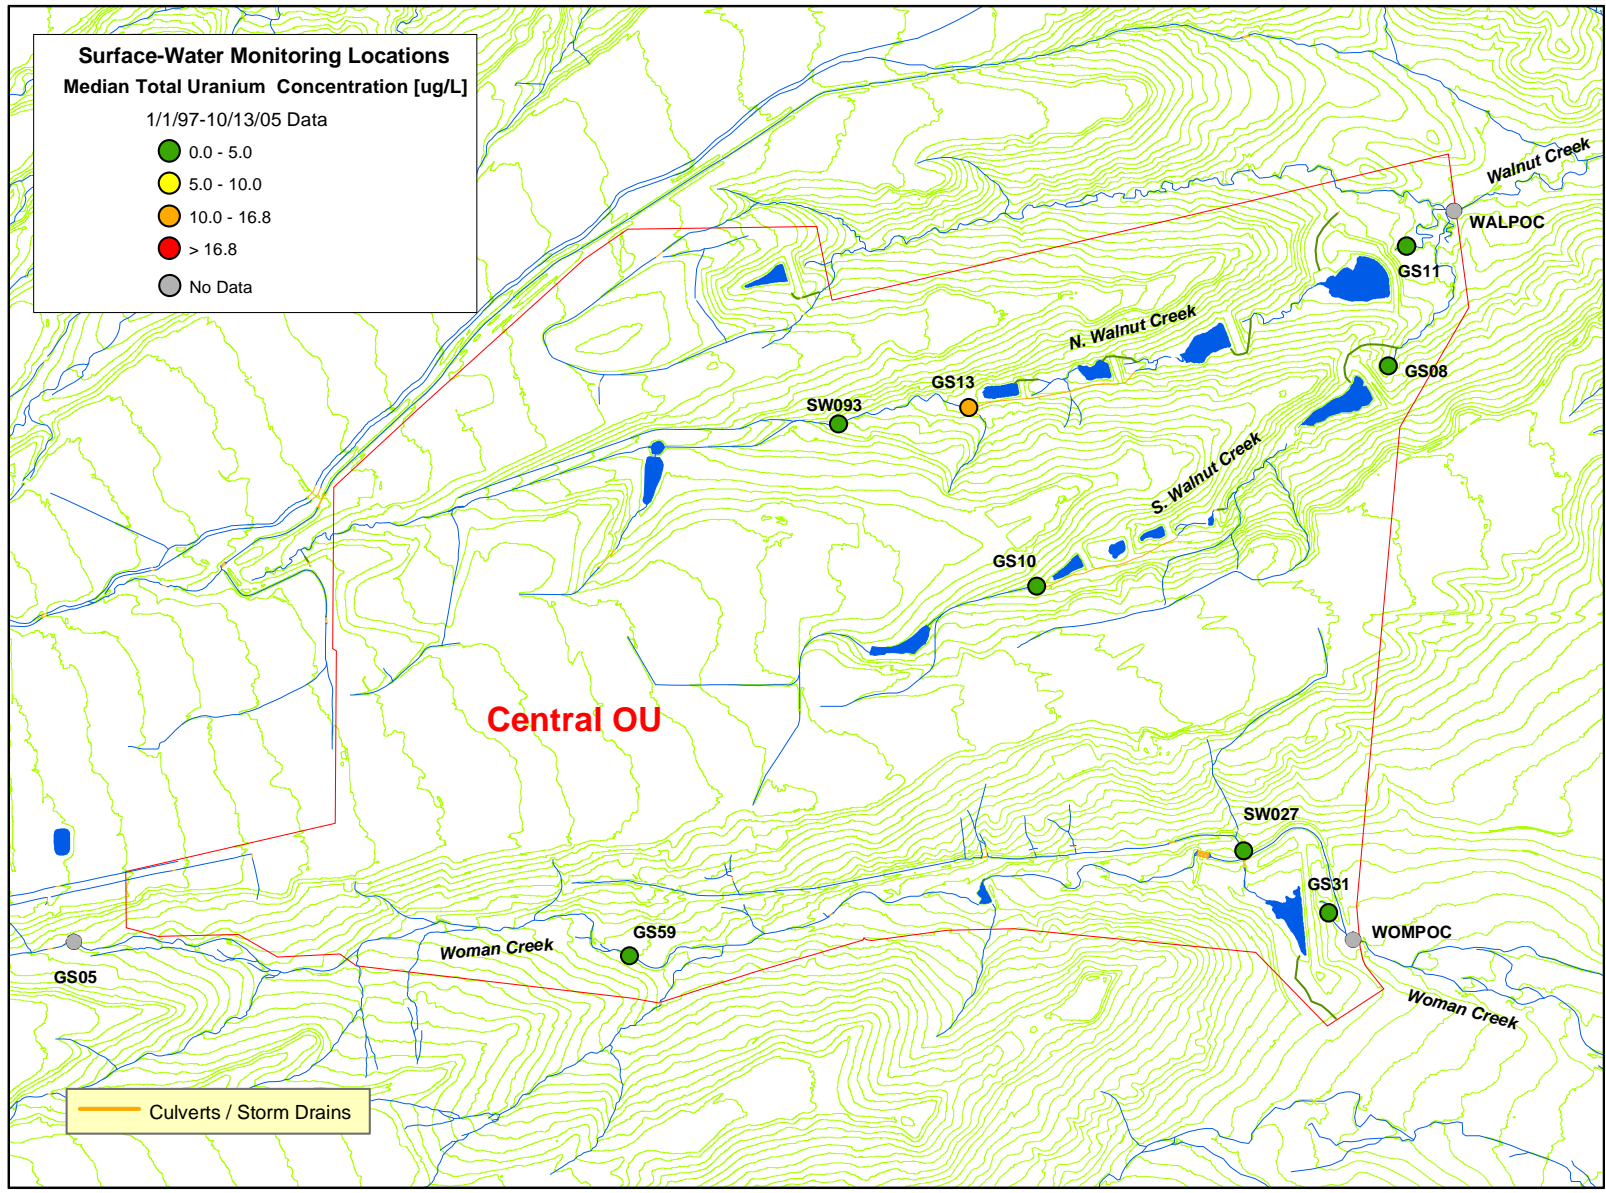 Surface-Water Monitoring Locations
Median Total Uranium Concentration [ug/L]
1/1/97-10/13/05 Data
0.0 - 5.0
5.0 - 10.0
10.0 - 16.8
> 16.8
No Data
Walnut Creek
WALPOC
GS11
N. Walnut Creek
GS08
GS13
SW093
S. Walnut Creek
GS10
Central OU
SW027
GS31
WOMPOC
GS59
Woman Creek
GS05
Woman Creek
Culverts / Storm Drains